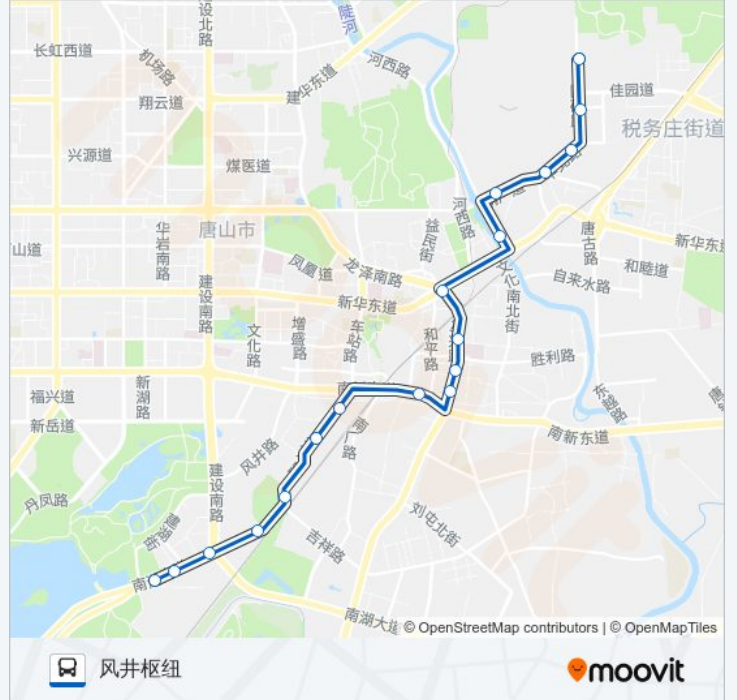 设北路
陡河
长虹西道
机场路
河西路
建华东道
翔云道
佳园道
税务庄街道
兴源道
煤医道
河西路
唐山市
益民街
唐古路
华岩南路
新华东
山道
凤凰道
龙泽南路
和睦道
文化南北街
自来水路
建设南路
新华东道
文化路
增盛路
车站路
和平路
胜利路
福兴道
新湖路
东越路
新岳道
南新东道
风井路
建设南路
丹凤路
刘屯北街
吉祥路
南湖大道
© OpenStreetMap contributors | © OpenMapTiles
风井枢纽
moovit